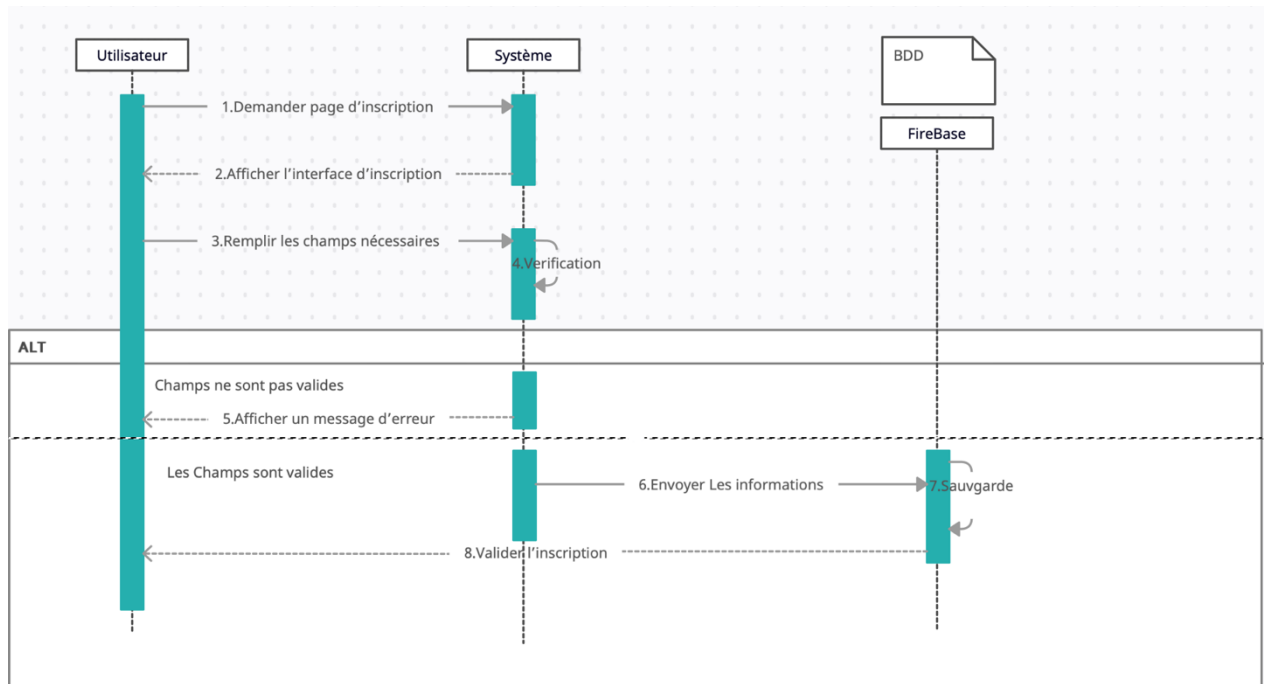 Utilisateur
Système
BDD
FireBase
1.Demander page d'inscription
2.Afficher l'interface d'inscription
3.Remplir les champs nécessaires
4.Verification
ALT
Champs ne sont pas valides
5.Afficher un message d'erreur
Les Champs sont valides
6.Envoyer Les informations
7.Sauvgarde
8.Valider l'inscription